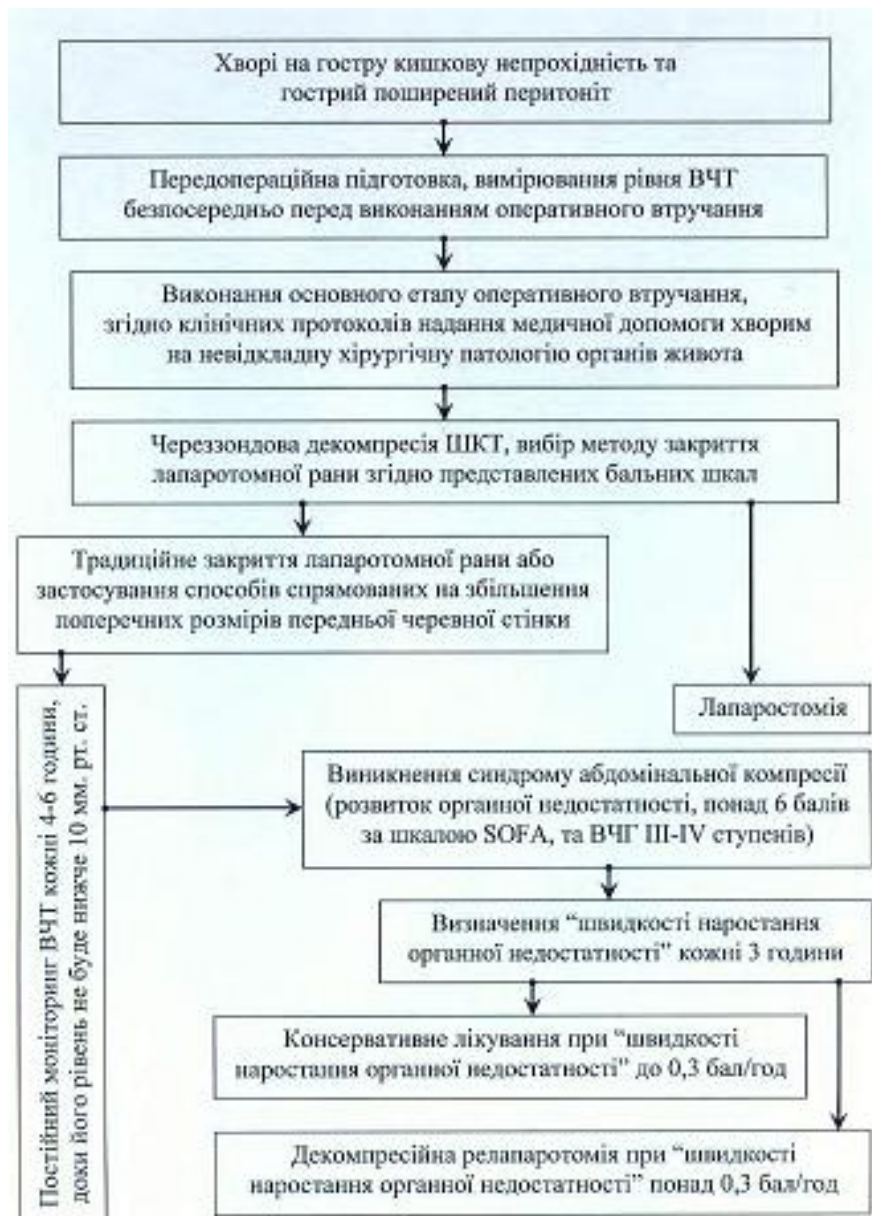 Хворі на гостру кишкову непрохідність та
гострий поширений перитоніт
Передопераційна підготовка, вимірювання рівня ВЧТ
безпосередньо перед виконанням оперативного втручання
Виконання основного етапу оперативного втручання,
згідно клінічних протоколів надання медичної допомоги хворим
на невідкладну хірургічну патологію органів живота
Череззондова декомпресія ШКТ, вибір методу закриття
лапаротомної рани згідно представлених бальних шкал
Традиційне закриття лапаротомної рани або
застосування способів спрямованих на збільшення
поперечних розмірів передньої черевної стінки
Лапаростомія
Постійний моніторинг ВЧТ кожні 4-6 години,
доки його рівень не буде нижче 10 мм. рт. ст.
Виникнення синдрому абдомінальної компресії
(розвиток органної недостатності, понад 6 балів
за шкалою SOFA, та ВЧГ III-IV ступенів)
Визначення “швидкості наростання
органної недостатності” кожні 3 години
Консервативне лікування при “швидкості
наростання органної недостатності” до 0,3 бал/год
Декомпресійна релапаротомія при “швидкості
наростання органної недостатності” понад 0,3 бал/год